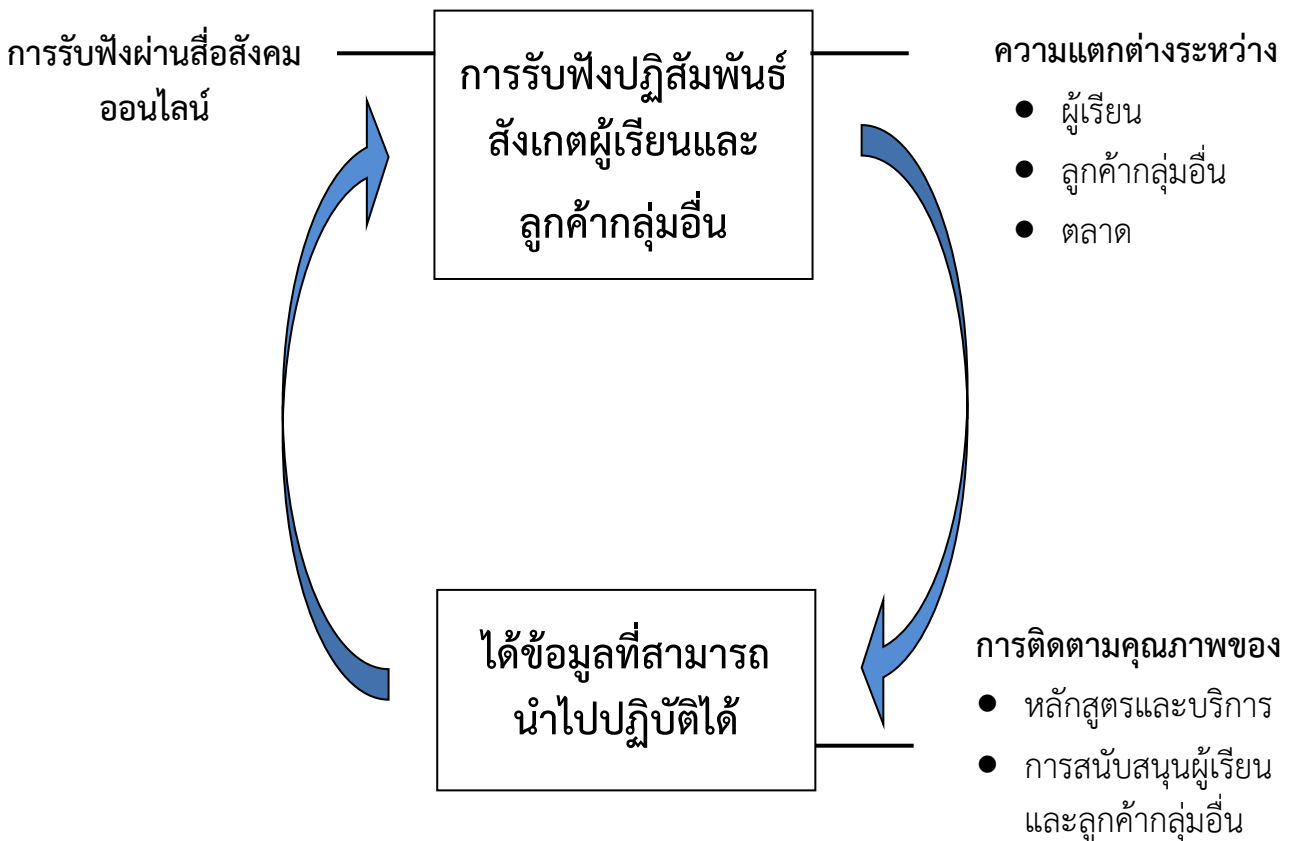 การรับฟังผ่านสื่อสังคม
ออนไลน์
การรับฟังปฏิสัมพันธ์
สังเกตผู้เรียนและ
ลูกค้ากลุ่มอื่น
ความแตกต่างระหว่าง
● ผู้เรียน
● ลูกค้ากลุ่มอื่น
● ตลาด
ได้ข้อมูลที่สามารถ
นำไปปฏิบัติได้
การติดตามคุณภาพของ
● หลักสูตรและบริการ
● การสนับสนุนผู้เรียน
และลูกค้ากลุ่มอื่น